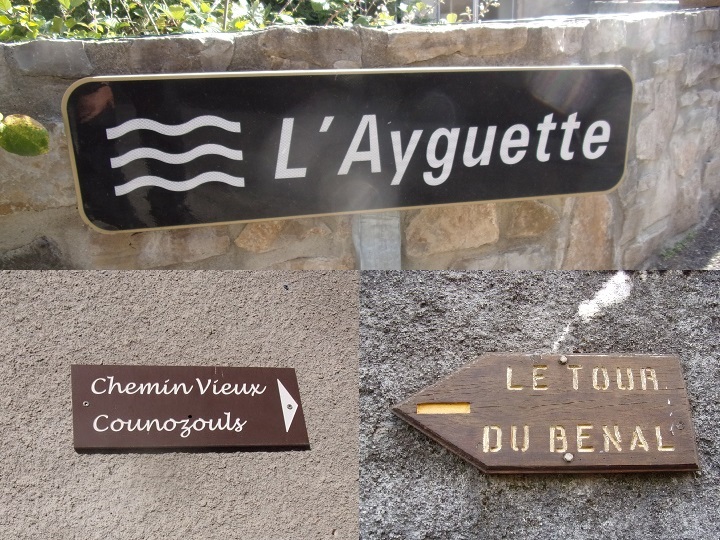 L'Ayguette
Chemin Vieux
Counozouls
LE TOUR
DU BENAL